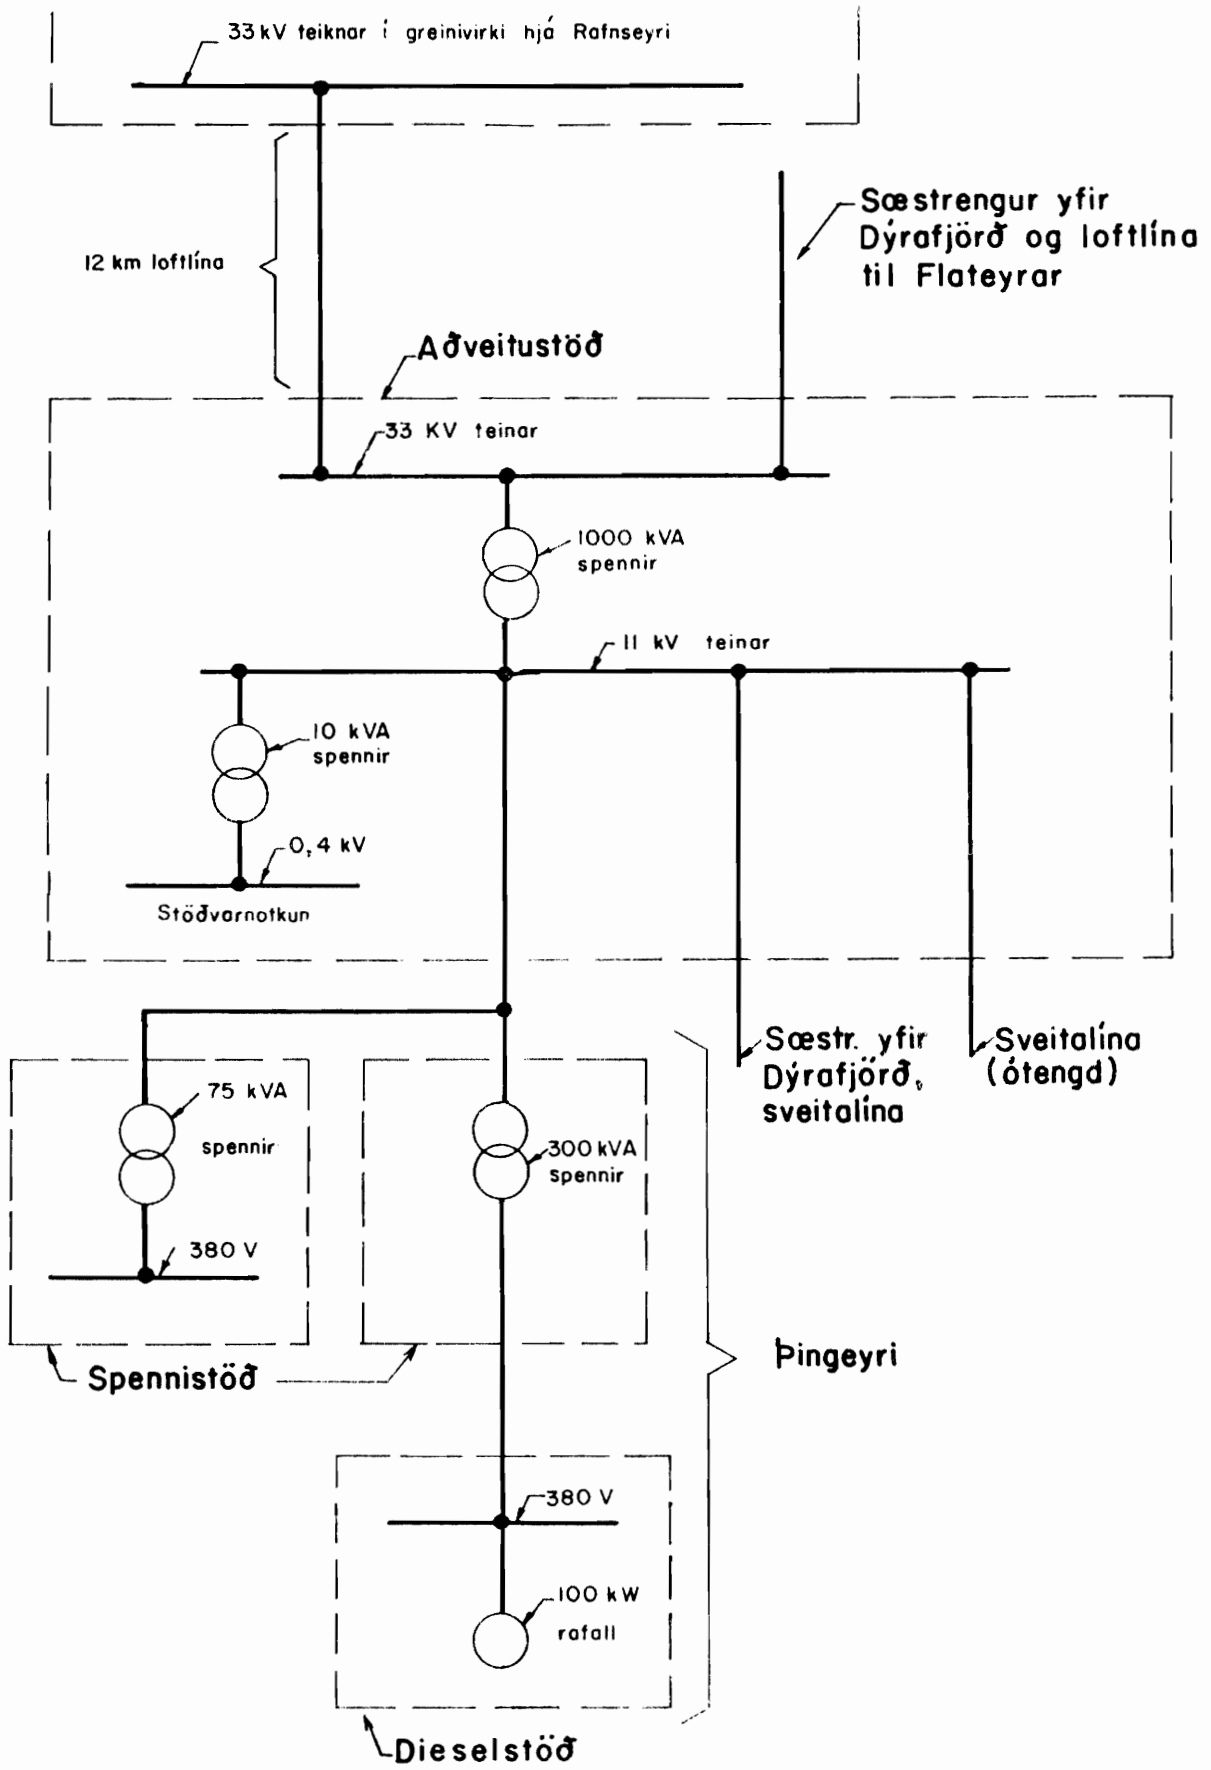 33 kV teiknar í greinivirki hjá Rafnseyri
Sæstrengur yfir
Dýrafjörð og loftlína
til Flateyrar
12 km loftlína
Aðveitustöð
33 KV teinar
1000 kVA
spennir
11 kV teinar
10 kVA
spennir
0,4 kV
Stöðvarnotkun
Sæstr. yfir
Dýrafjörð,
sveitalína
Sveitalína
(ótengd)
75 kVA
spennir
300 kVA
spennir
380 V
Spennistöð
Þingeyri
380 V
100 kW
rafall
Dieselstöð